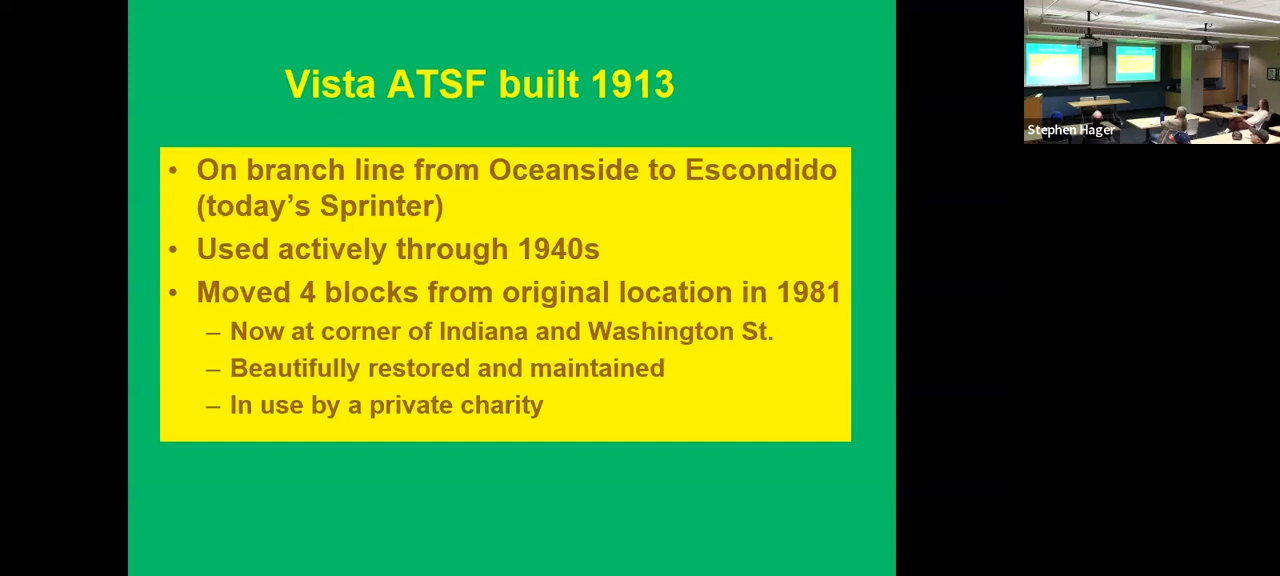 Vista ATSF built 1913
• On branch line from Oceanside to Escondido
(today’s Sprinter)
• Used actively through 1940s
• Moved 4 blocks from original location in 1981
– Now at corner of Indiana and Washington St.
– Beautifully restored and maintained
– In use by a private charity
Stephen Hager